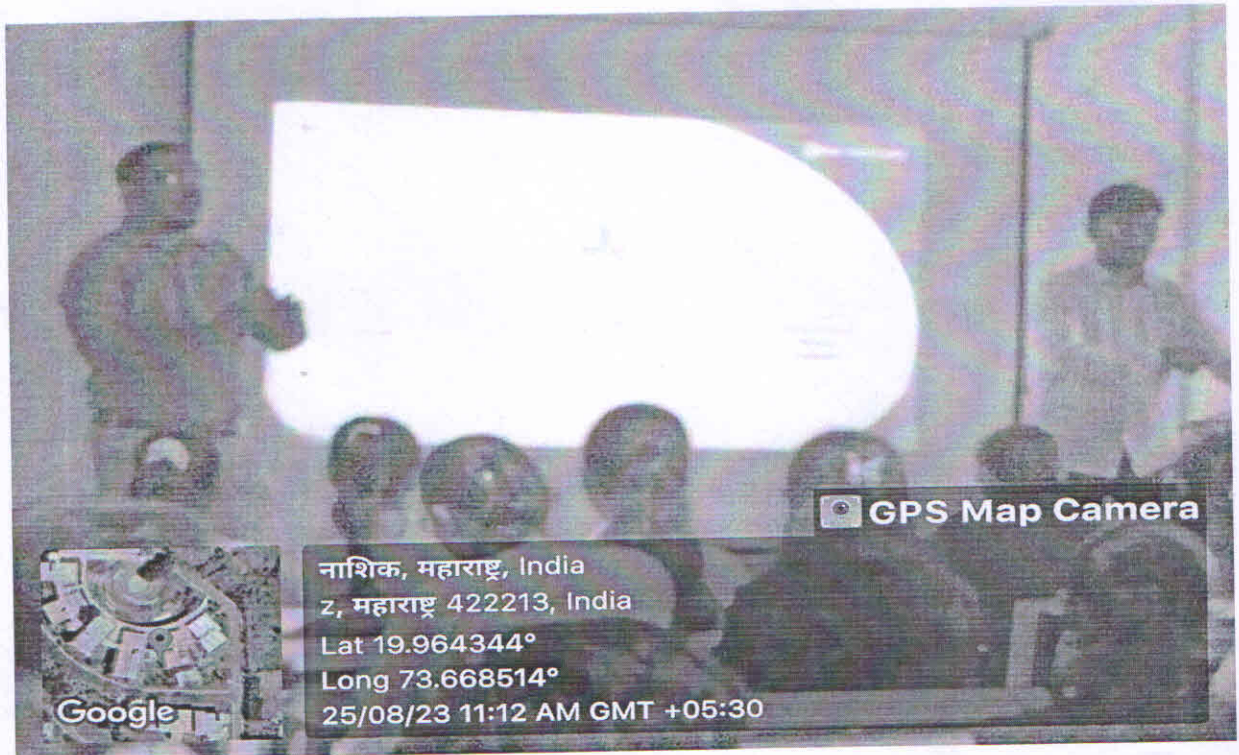 GPS Map Camera
नाशिक, महाराष्ट्र, India
z, महाराष्ट्र 422213, India
Lat 19.964344°
Long 73.668514°
25/08/23 11:12 AM GMT +05:30
Google